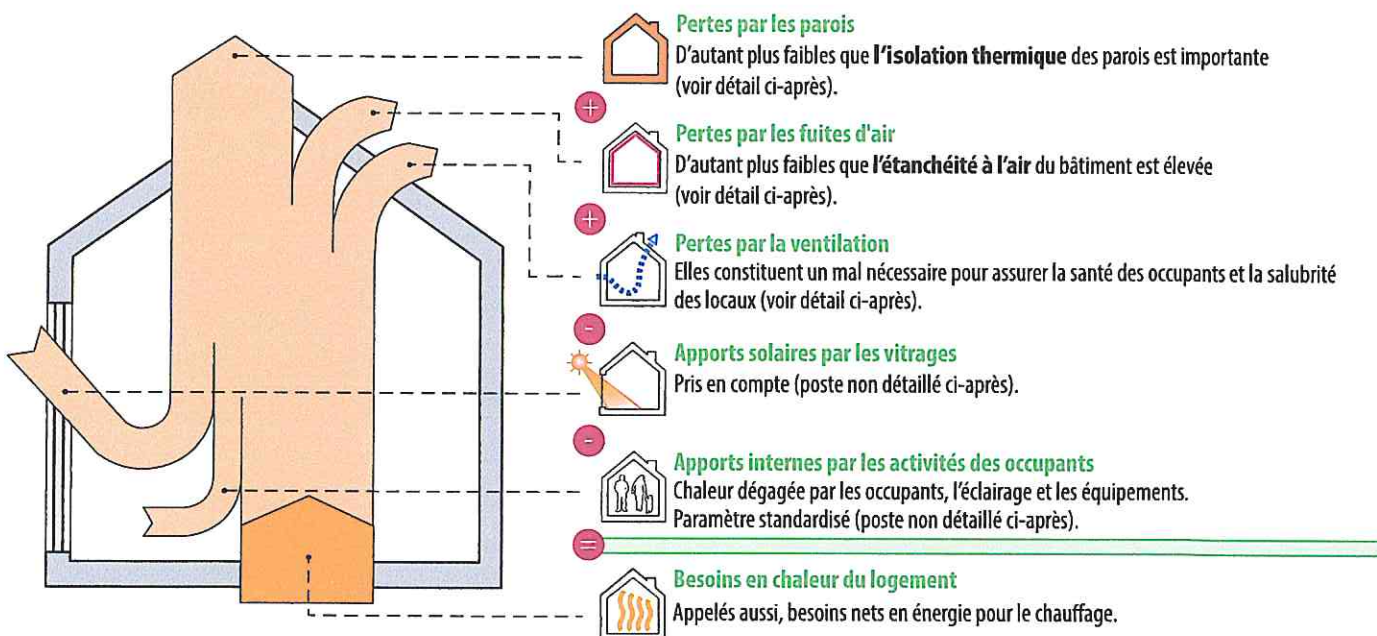 Pertes par les parois
D'autant plus faibles que l'isolation thermique des parois est importante
(voir détail ci-après).
+
Pertes par les fuites d'air
D'autant plus faibles que l'étanchéité à l'air du bâtiment est élevée
(voir détail ci-après).
+
Pertes par la ventilation
Elles constituent un mal nécessaire pour assurer la santé des occupants et la salubrité
des locaux (voir détail ci-après).
-
Apports solaires par les vitrages
Pris en compte (poste non détaillé ci-après).
-
Apports internes par les activités des occupants
Chaleur dégagée par les occupants, l'éclairage et les équipements.
Paramètre standardisé (poste non détaillé ci-après).
=
Besoins en chaleur du logement
Appelés aussi, besoins nets en énergie pour le chauffage.